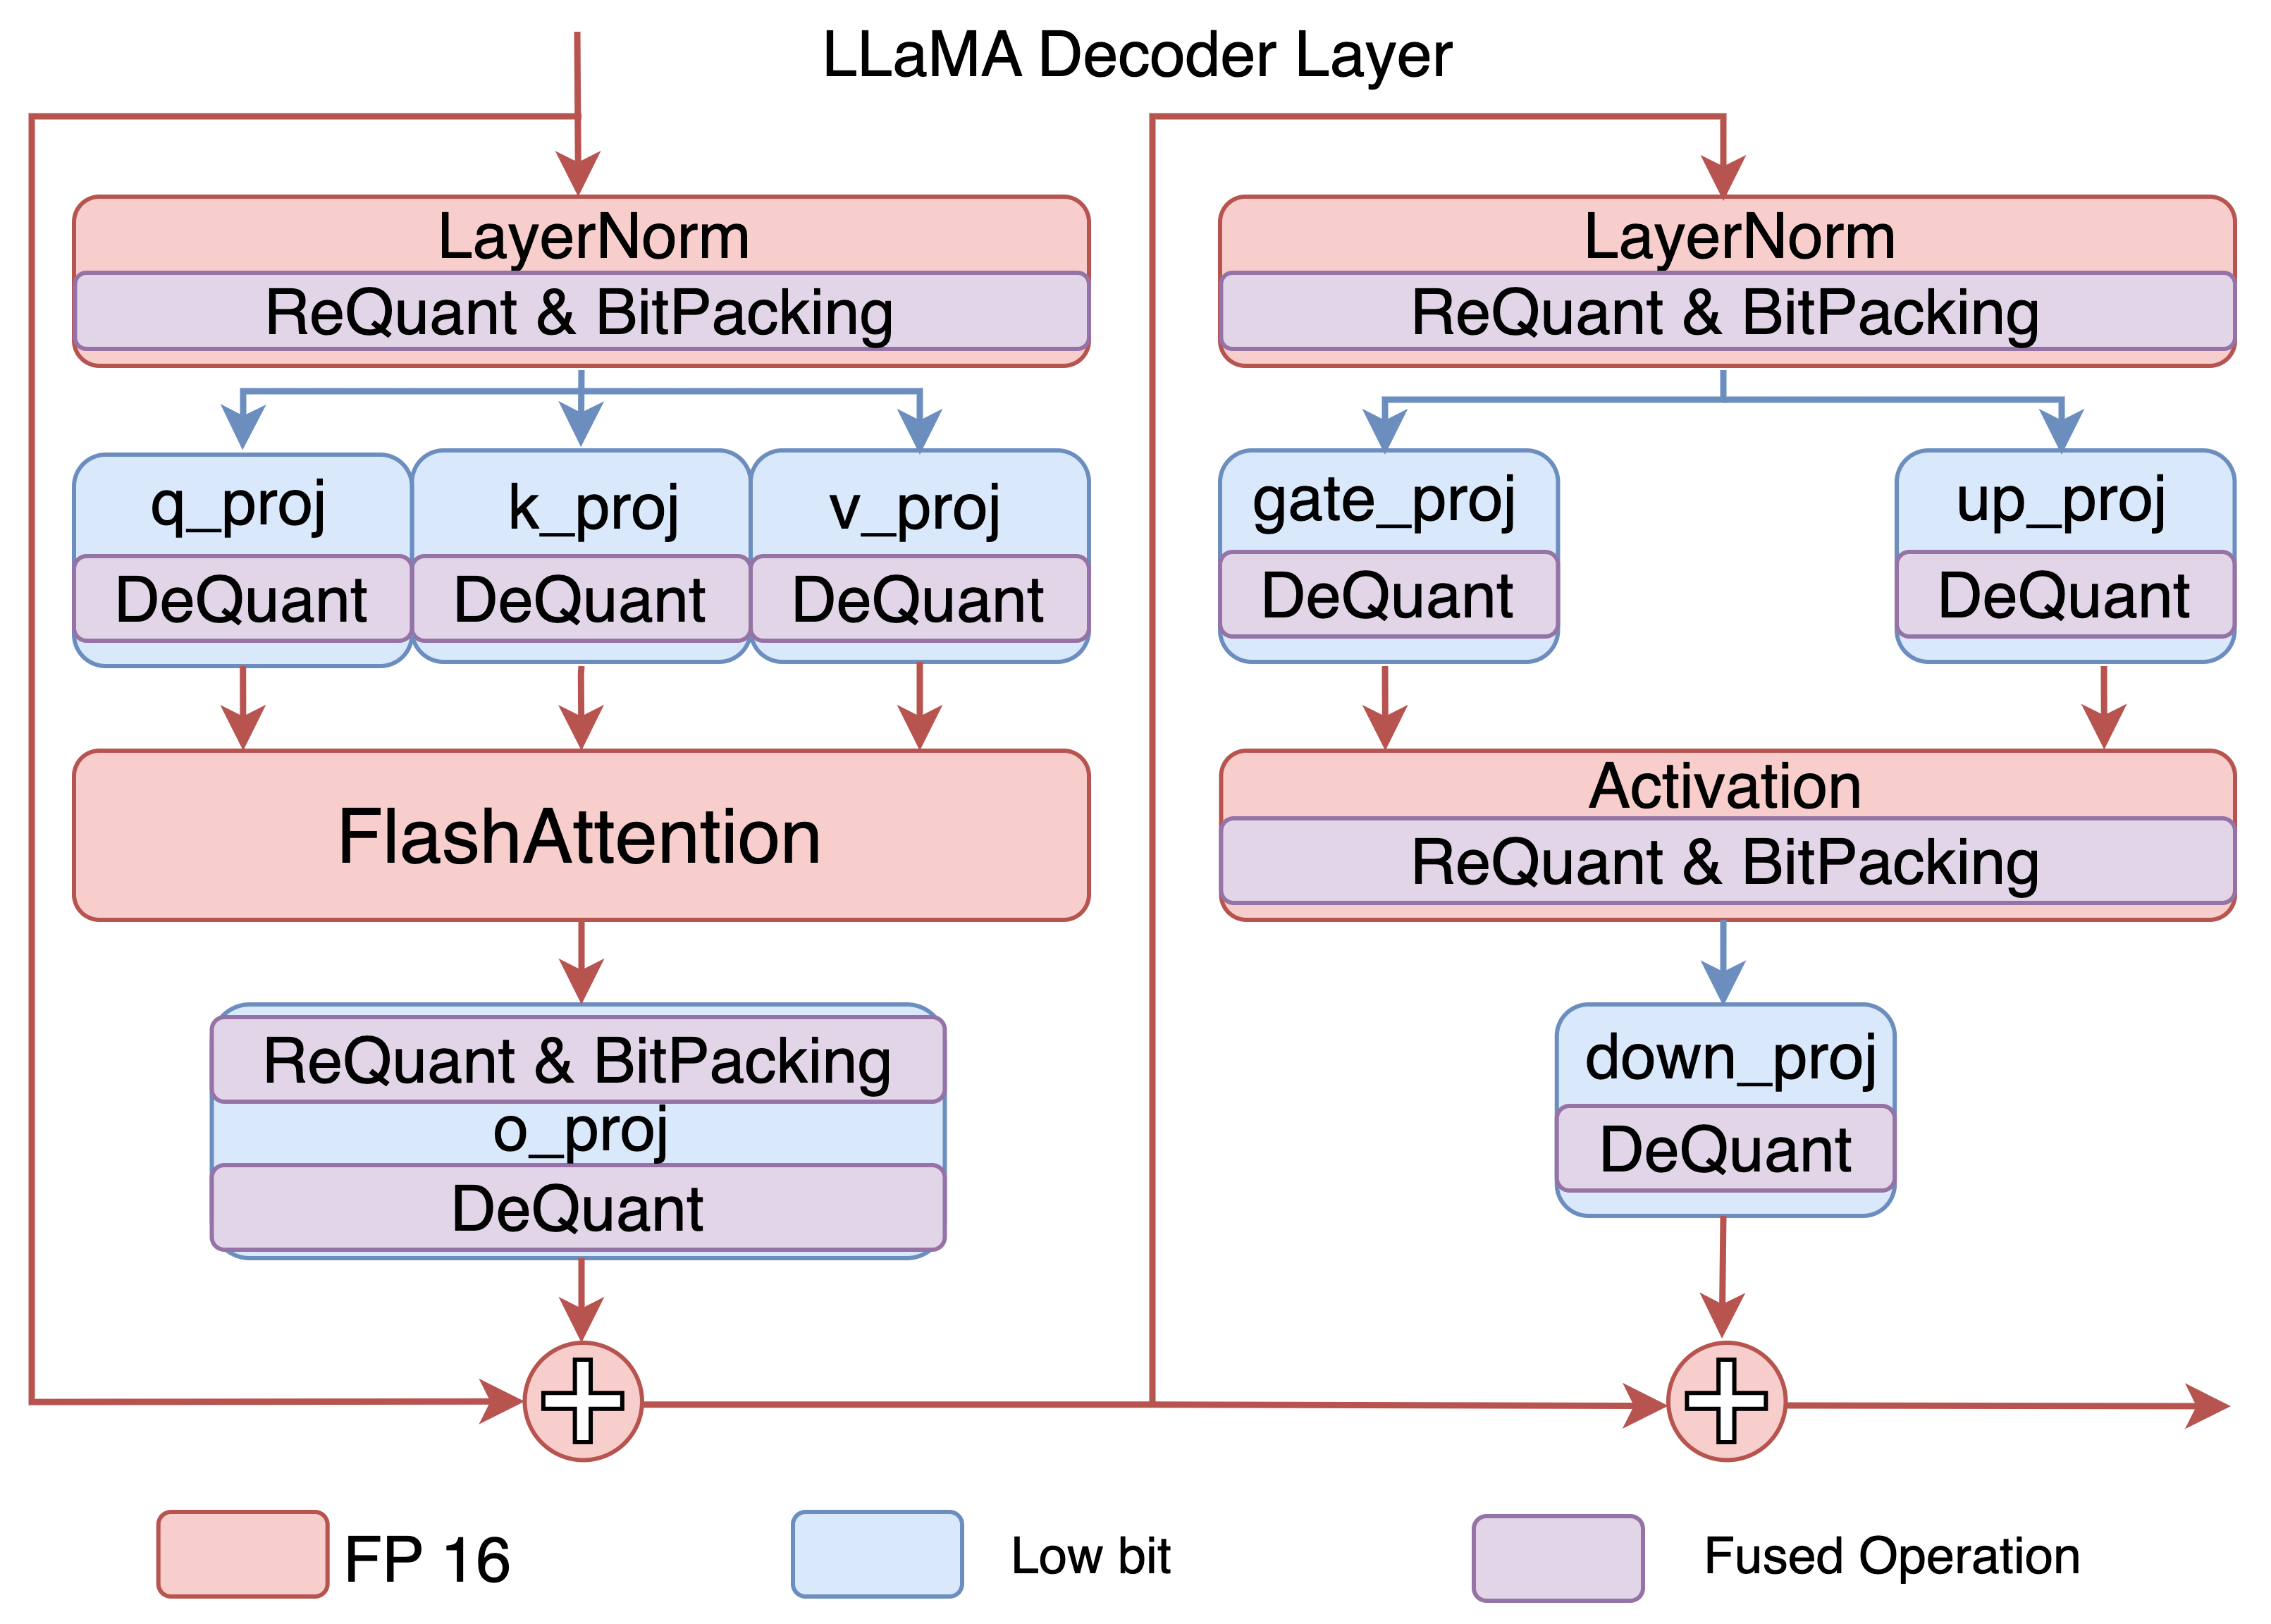 LLaMA Decoder Layer
LayerNorm
ReQuant & BitPacking
q_proj
k_proj
v_proj
DeQuant
DeQuant
DeQuant
FlashAttention
ReQuant & BitPacking
o_proj
DeQuant
LayerNorm
ReQuant & BitPacking
gate_proj
up_proj
DeQuant
DeQuant
Activation
ReQuant & BitPacking
down_proj
DeQuant
FP 16
Low bit
Fused Operation